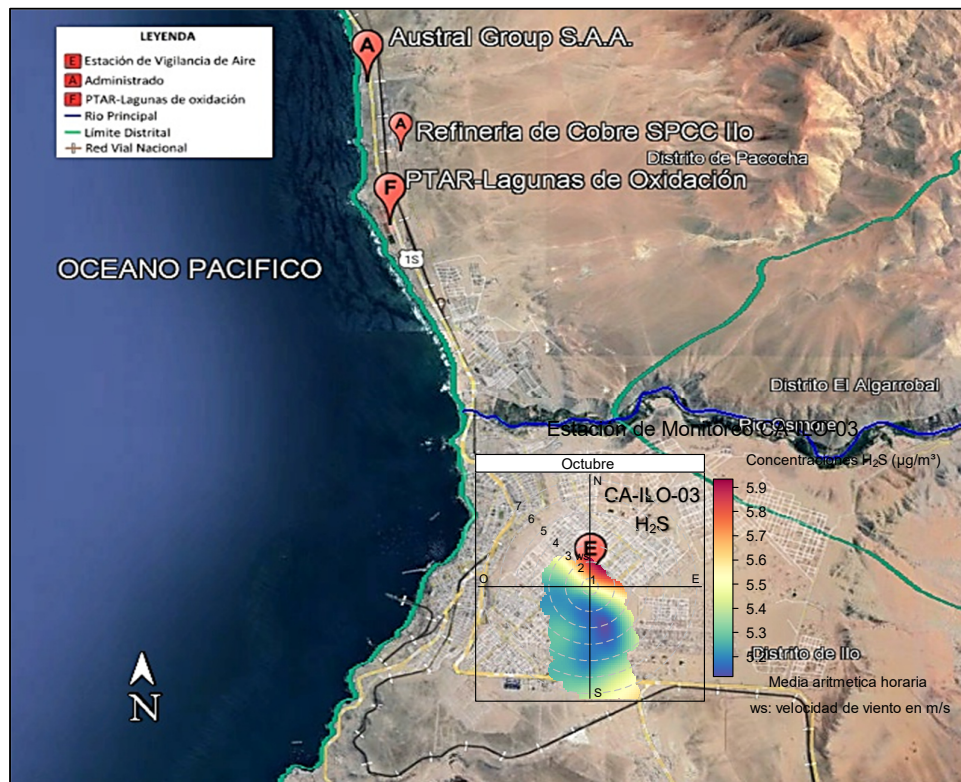 LEYENDA
E Estación de Vigilancia de Aire
A Administrado
F PTAR-Lagunas de oxidación
Rio Principal
Límite Distrital
Red Vial Nacional
A Austral Group S.A.A.
A Refineria de Cobre SPCC Ilo
Distrito de Pacocha
F PTAR-Lagunas de Oxidación
1S
OCEANO PACIFICO
Distrito El Algarrobal
Rio Osmore
Estación de Monitoreo CA-ILO-03
Octubre
Concentraciones H₂S (µg/m³)
N
CA-ILO-03
H₂S
7
6
5
4
3
2
1
ws
E
O
E
S
5.9
5.8
5.7
5.6
5.5
5.4
5.3
5.2
Distrito de Ilo
Media aritmetica horaria
ws: velocidad de viento en m/s
N